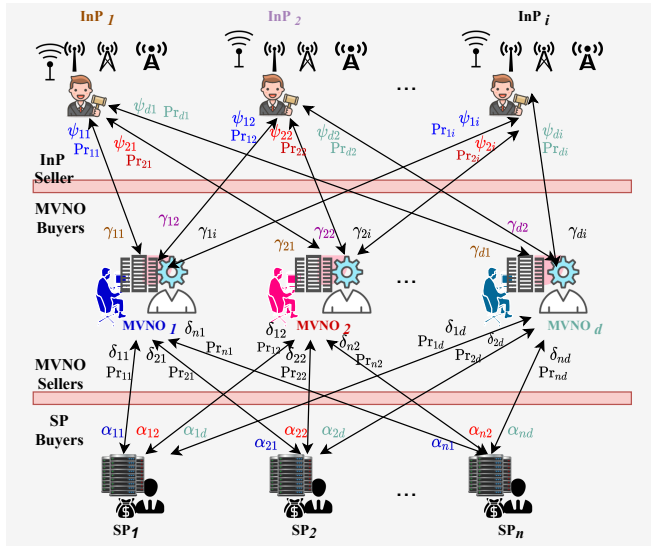 InP 1 InP 2 InP i
...
ψd1 Prd1
ψ11 Pr11 ψ21 Pr21 ψ12 Pr12 ψ22 Pr22 ψd2 Prd2 ψ1i Pr1i ψ2i Pr2i ψdi Prdi
InP
Seller
MVNO
Buyers
γ11 γ12 γ1i γ21 γ22 γ2i γd1 γd2 γdi
...
MVNO 1 MVNO 2 MVNO d
δ11 Pr11 δ21 Pr21 δn1 Prn1 δ12 Pr12 δ22 Pr22 δn2 Prn2 δ1d Pr1d δ2d Pr2d δnd Prnd
MVNO
Sellers
SP
Buyers
α11 α12 α1d α21 α22 α2d αn1 αn2 αnd
...
SP1 SP2 SPn